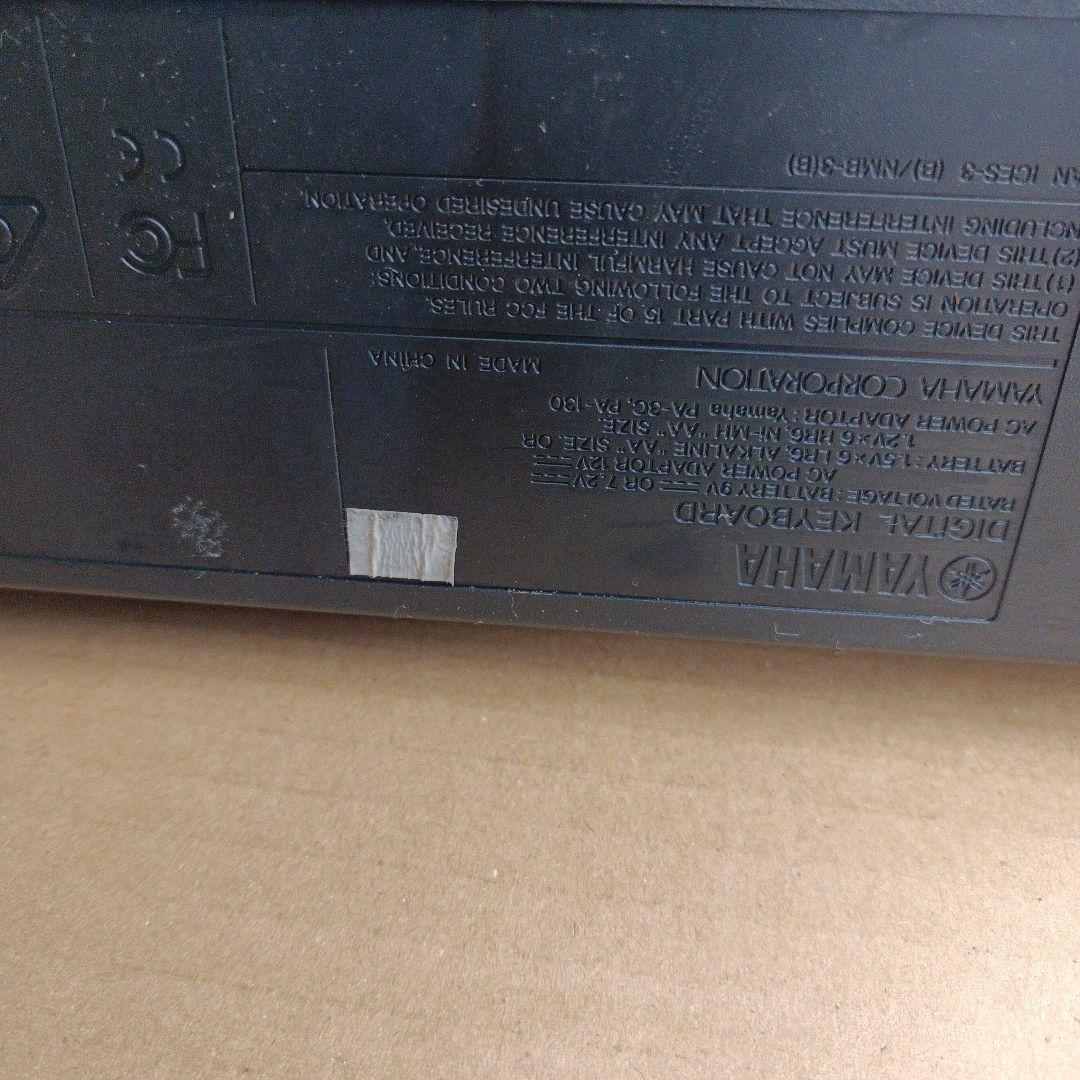 YAMAHA
DIGITAL KEYBOARD
RATED VOLTAGE : BATTERY 9V OR 7.2V
AC POWER ADAPTOR 12V
BATTERY : 1.5V×6 LR6, ALKALINE "AA" SIZE, OR
1.2V×6 HR6, NI-MH "AA" SIZE,
AC POWER ADAPTOR : Yamaha PA-3C, PA-130
YAMAHA CORPORATION MADE IN CHINA
THIS DEVICE COMPLIES WITH PART 15 OF THE FCC RULES.
OPERATION IS SUBJECT TO THE FOLLOWING TWO CONDITIONS:
(1) THIS DEVICE MAY NOT CAUSE HARMFUL INTERFERENCE, AND
(2) THIS DEVICE MUST ACCEPT ANY INTERFERENCE RECEIVED,
INCLUDING INTERFERENCE THAT MAY CAUSE UNDESIRED OPERATION.
ICES-3 (B)/NMB-3(B)
FC
CE